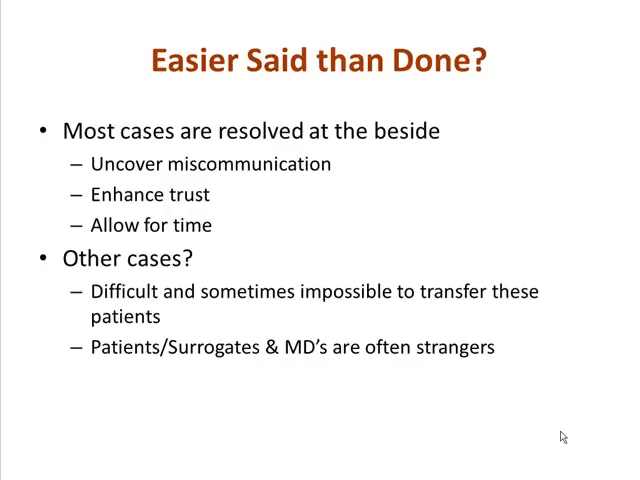 Easier Said than Done?
• Most cases are resolved at the beside
– Uncover miscommunication
– Enhance trust
– Allow for time
• Other cases?
– Difficult and sometimes impossible to transfer these
patients
– Patients/Surrogates & MD's are often strangers